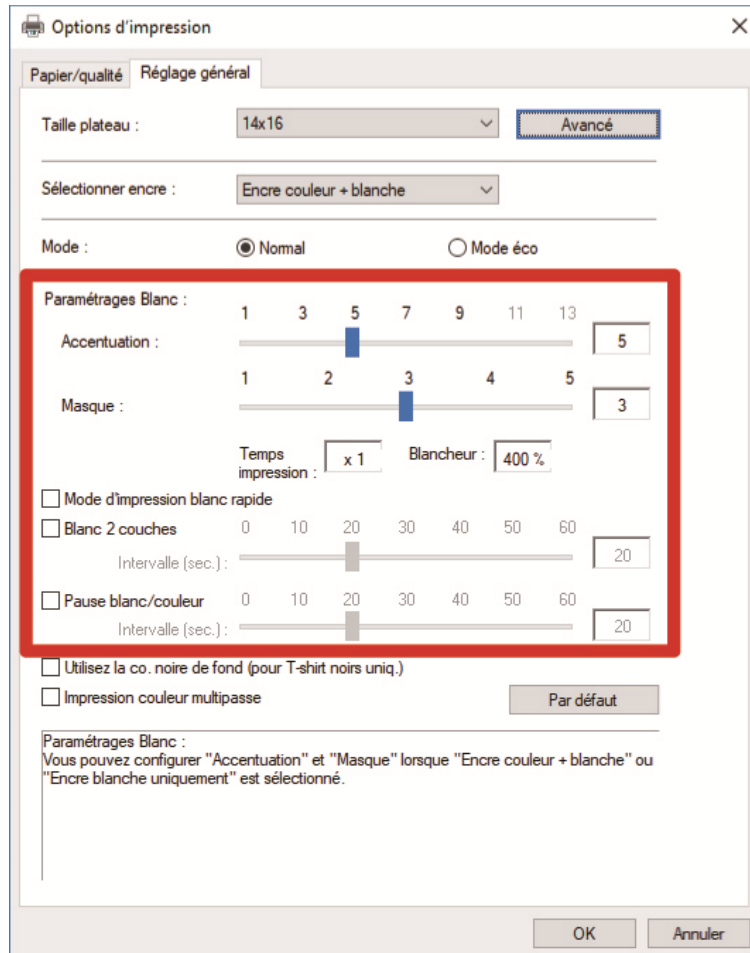 Options d'impression
Papier/qualité Réglage général
Taille plateau : 14x16 Avancé
Sélectionner encre : Encre couleur + blanche
Mode : Normal Mode éco
Paramétrages Blanc :
1 3 5 7 9 11 13
Accentuation : 5
1 2 3 4 5
Masque : 3
Temps impression : x 1 Blancheur : 400 %
Mode d'impression blanc rapide
Blanc 2 couches 0 10 20 30 40 50 60
Intervalle (sec.) : 20
Pause blanc/couleur 0 10 20 30 40 50 60
Intervalle (sec.) : 20
Utilisez la co. noire de fond (pour T-shirt noirs uniq.)
Impression couleur multipasse Par défaut
Paramétrages Blanc :
Vous pouvez configurer "Accentuation" et "Masque" lorsque "Encre couleur + blanche" ou
"Encre blanche uniquement" est sélectionné.
OK Annuler